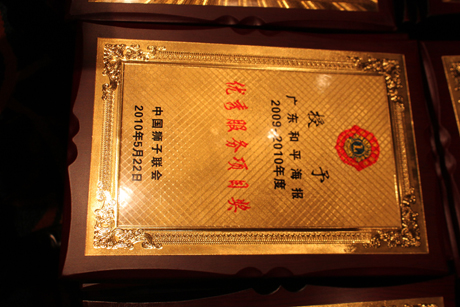 授予
广东和平海报
2009-2010年度
优秀服务项目奖
中国狮子联会
2010年5月22日